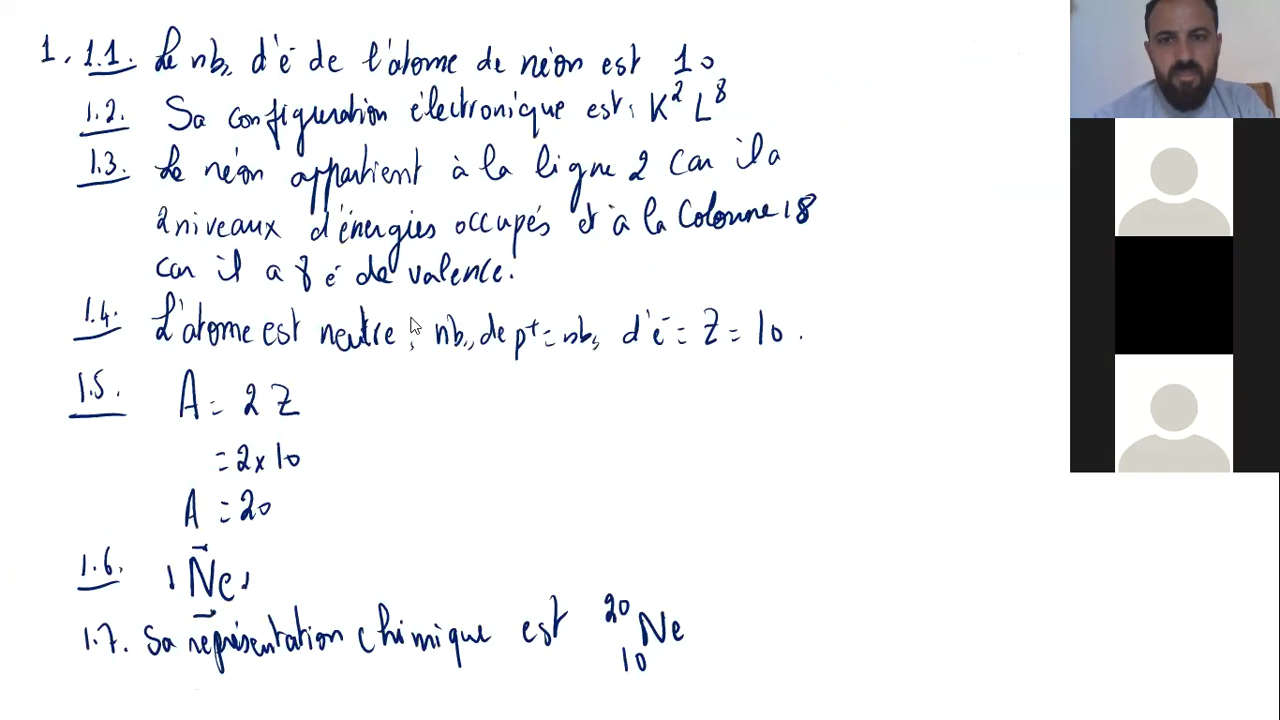 1. 1.1. Le nb, d'é de l'atome de néon est 10
1.2. Sa configuration électronique est: K² L⁸
1.3. Le néon appartient à la ligne 2 car il a
2 niveaux d'énergies occupés et à la Colonne 18
car il a 8 é de valence.
1.4. L'atome est neutre; nb, de p⁺ = nb, d'é = Z = 10.
1.5. A = 2 Z
= 2 x 10
A = 20
1.6. Ne
1.7. Sa représentation chimique est ²⁰₁₀Ne